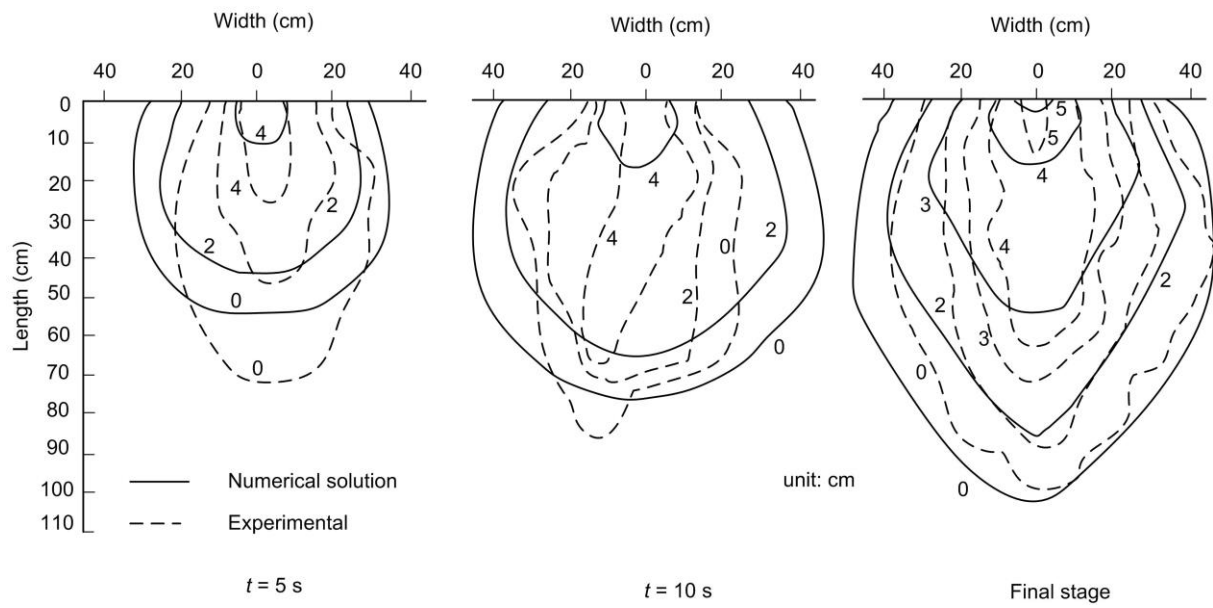 Width (cm)
Width (cm)
Width (cm)
40 20 0 20 40
40 20 0 20 40
40 20 0 20 40
Length (cm)
0
10
20
30
40
50
60
70
80
90
100
110
4
4
2
2
0
0
4
4
0
2
2
0
5
5
4
3
4
2
2
3
0
0
Numerical solution
Experimental
unit: cm
t = 5 s
t = 10 s
Final stage